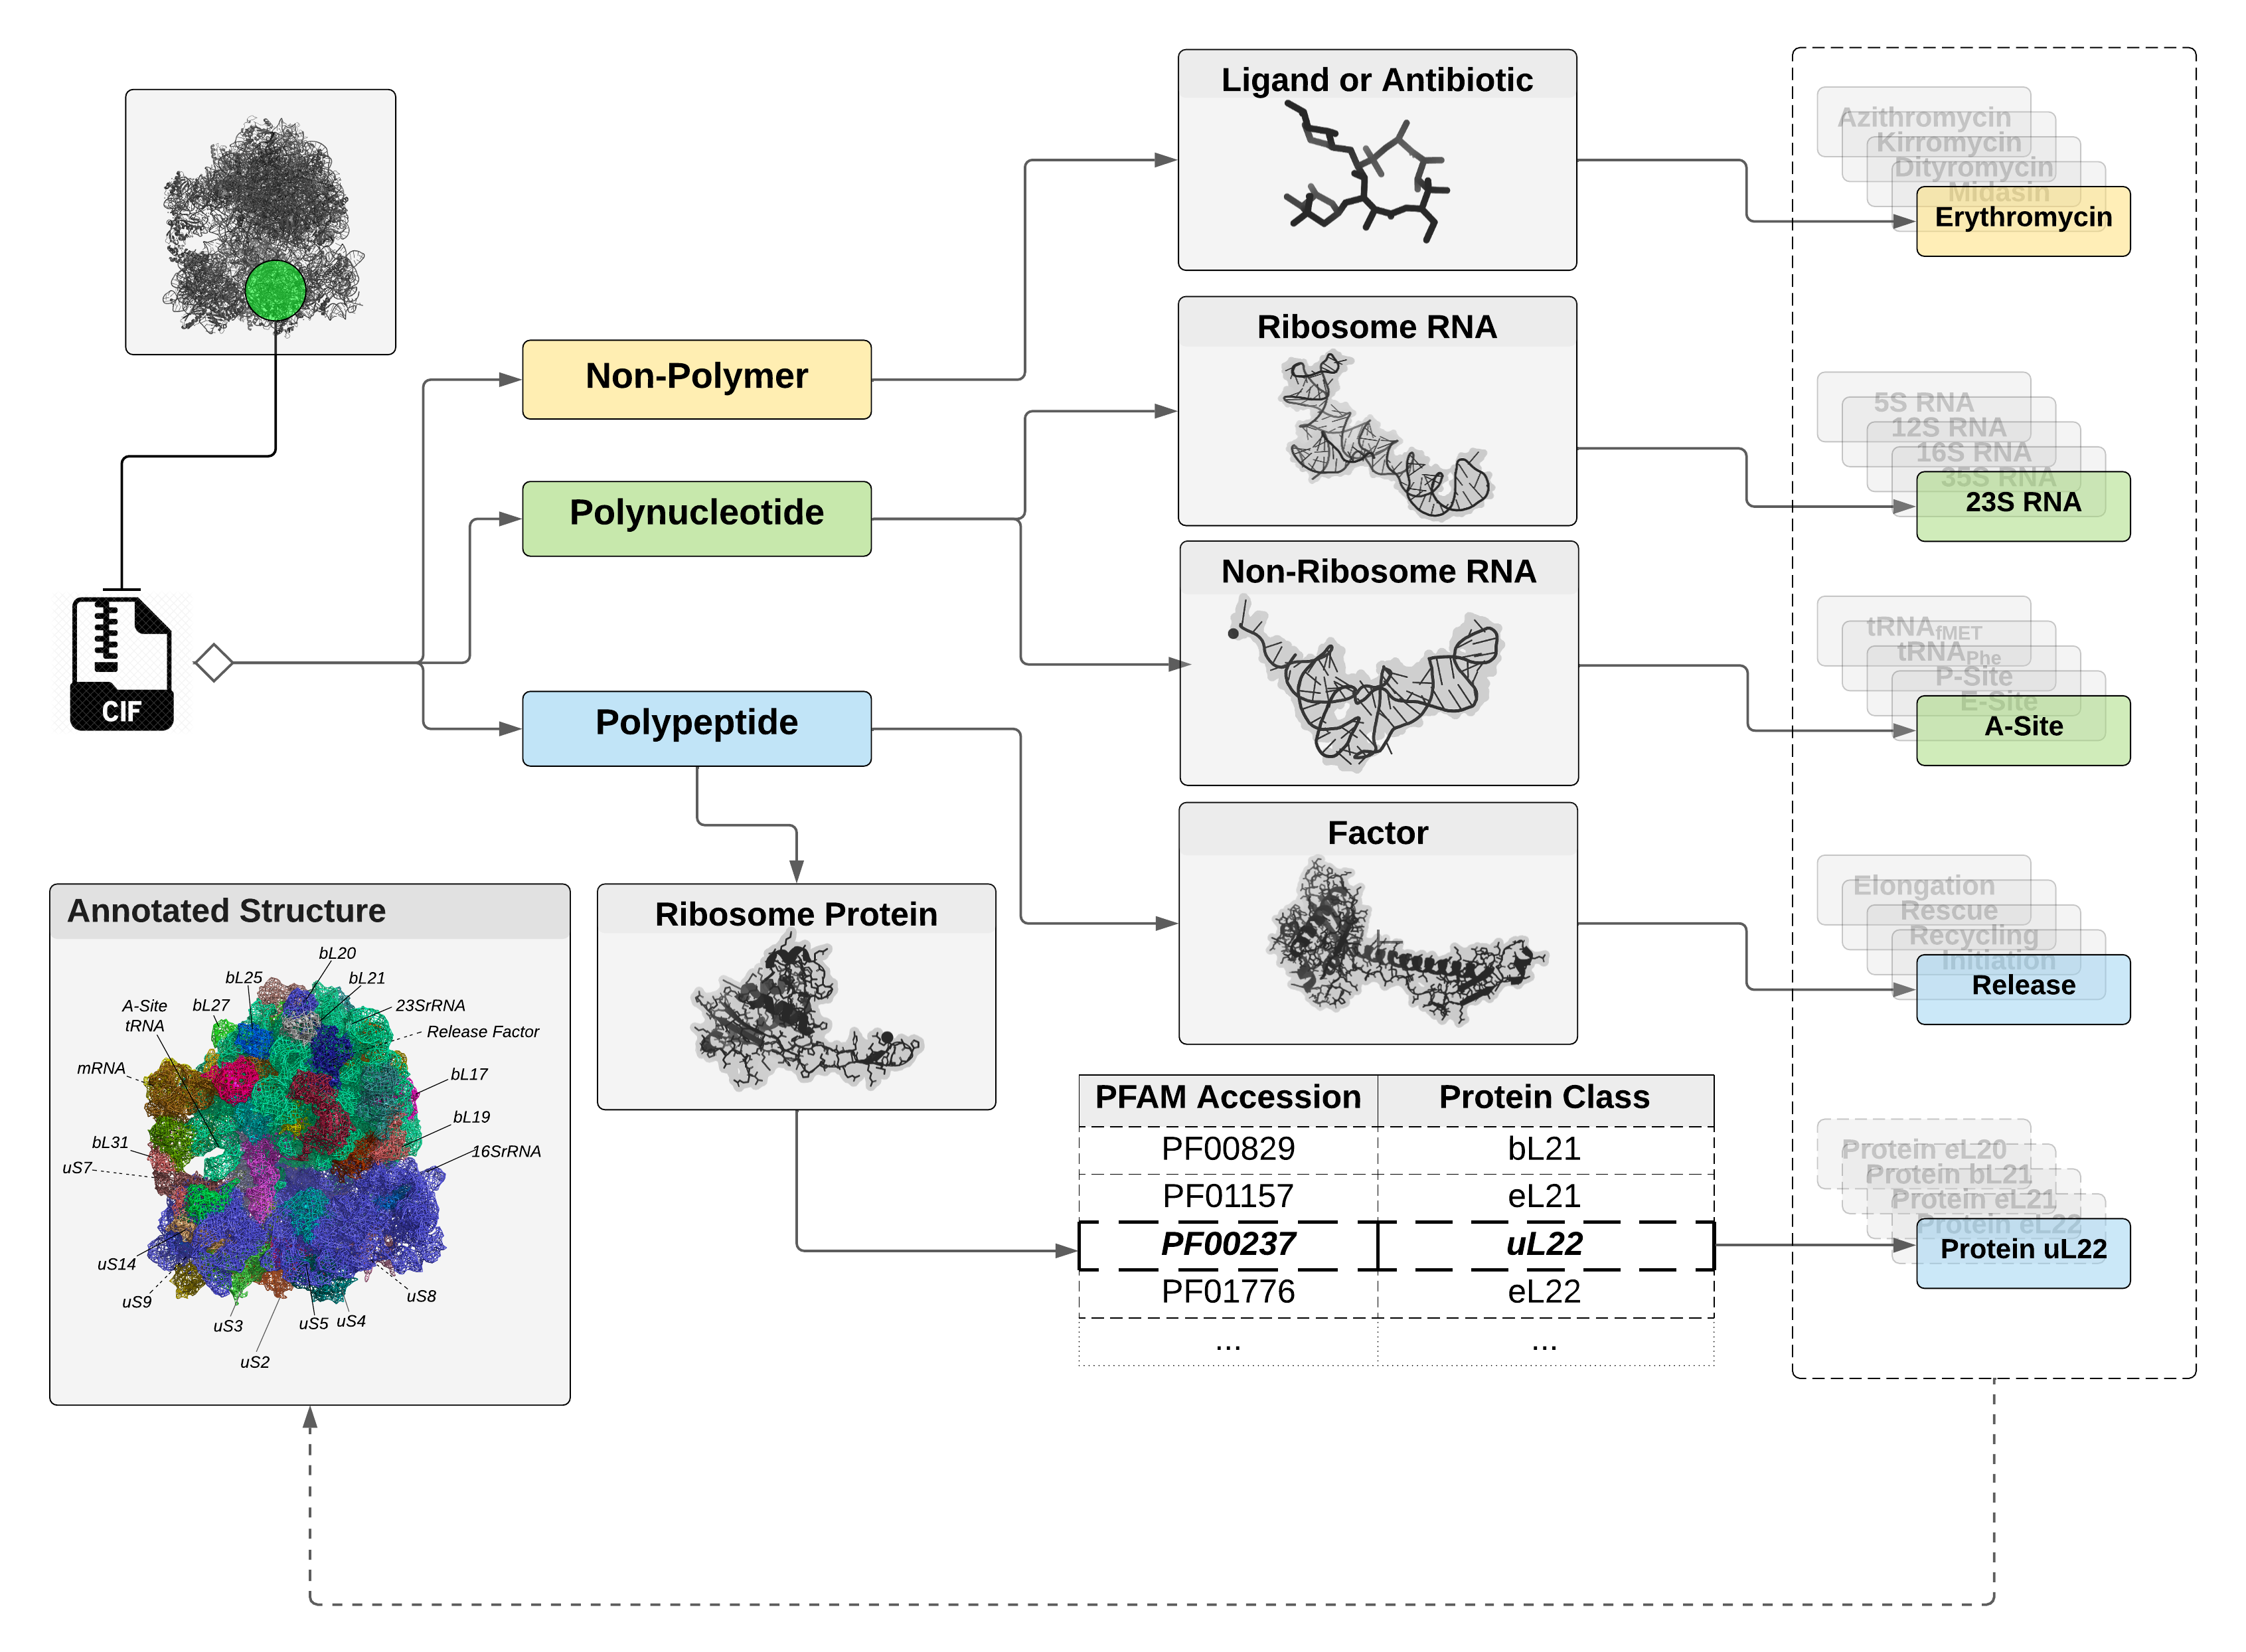 Ligand or Antibiotic
Azithromycin
Kirromycin
Dityromycin
Midasin
Erythromycin
Ribosome RNA
Non-Polymer
5S RNA
12S RNA
16S RNA
35S RNA
23S RNA
Polynucleotide
Non-Ribosome RNA
tRNAfMET
tRNAPhe
P-Site
E-Site
A-Site
CIF
Polypeptide
Factor
Elongation
Rescue
Recycling
Initiation
Release
Annotated Structure
bL20
bL25
bL21
A-Site
tRNA
bL27
23SrRNA
Release Factor
mRNA
bL17
bL19
bL31
16SrRNA
uS7
uS14
uS9
uS8
uS3
uS5
uS4
uS2
Ribosome Protein
PFAM Accession Protein Class
PF00829 bL21
PF01157 eL21
PF00237 uL22
PF01776 eL22
... ...
Protein eL20
Protein bL21
Protein eL21
Protein eL22
Protein uL22